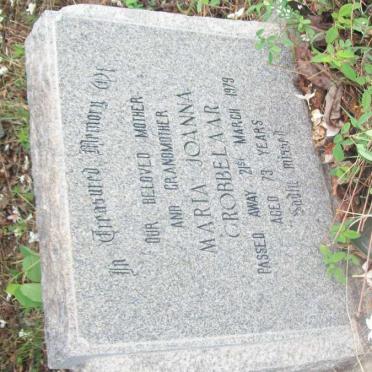 In Treasured Memory Of
OUR BELOVED MOTHER
AND GRANDMOTHER
MARIA JOANNA
GROBBELAAR
PASSED AWAY 21ST MARCH 1979
AGED 73 YEARS
Sadly missed